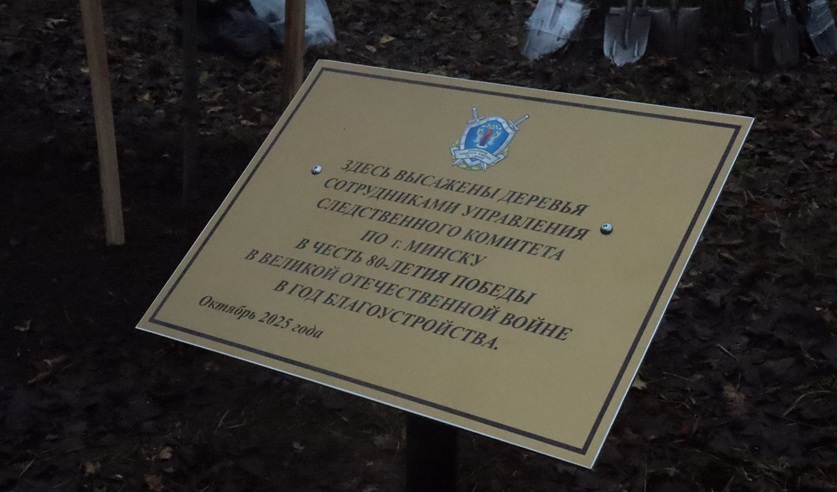 ЗДЕСЬ ВЫСАЖЕНЫ ДЕРЕВЬЯ
СОТРУДНИКАМИ УПРАВЛЕНИЯ
СЛЕДСТВЕННОГО КОМИТЕТА
ПО г. МИНСКУ
В ЧЕСТЬ 80-ЛЕТИЯ ПОБЕДЫ
В ВЕЛИКОЙ ОТЕЧЕСТВЕННОЙ ВОЙНЕ
В ГОД БЛАГОУСТРОЙСТВА.
Октябрь 2025 года